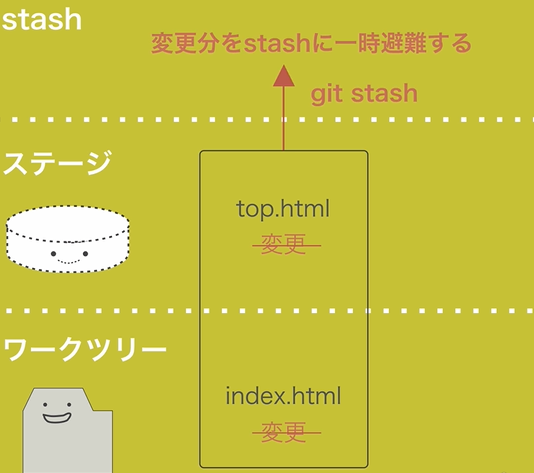 stash
変更分をstashに一時避難する
git stash
ステージ
top.html
変更
ワークツリー
index.html
変更